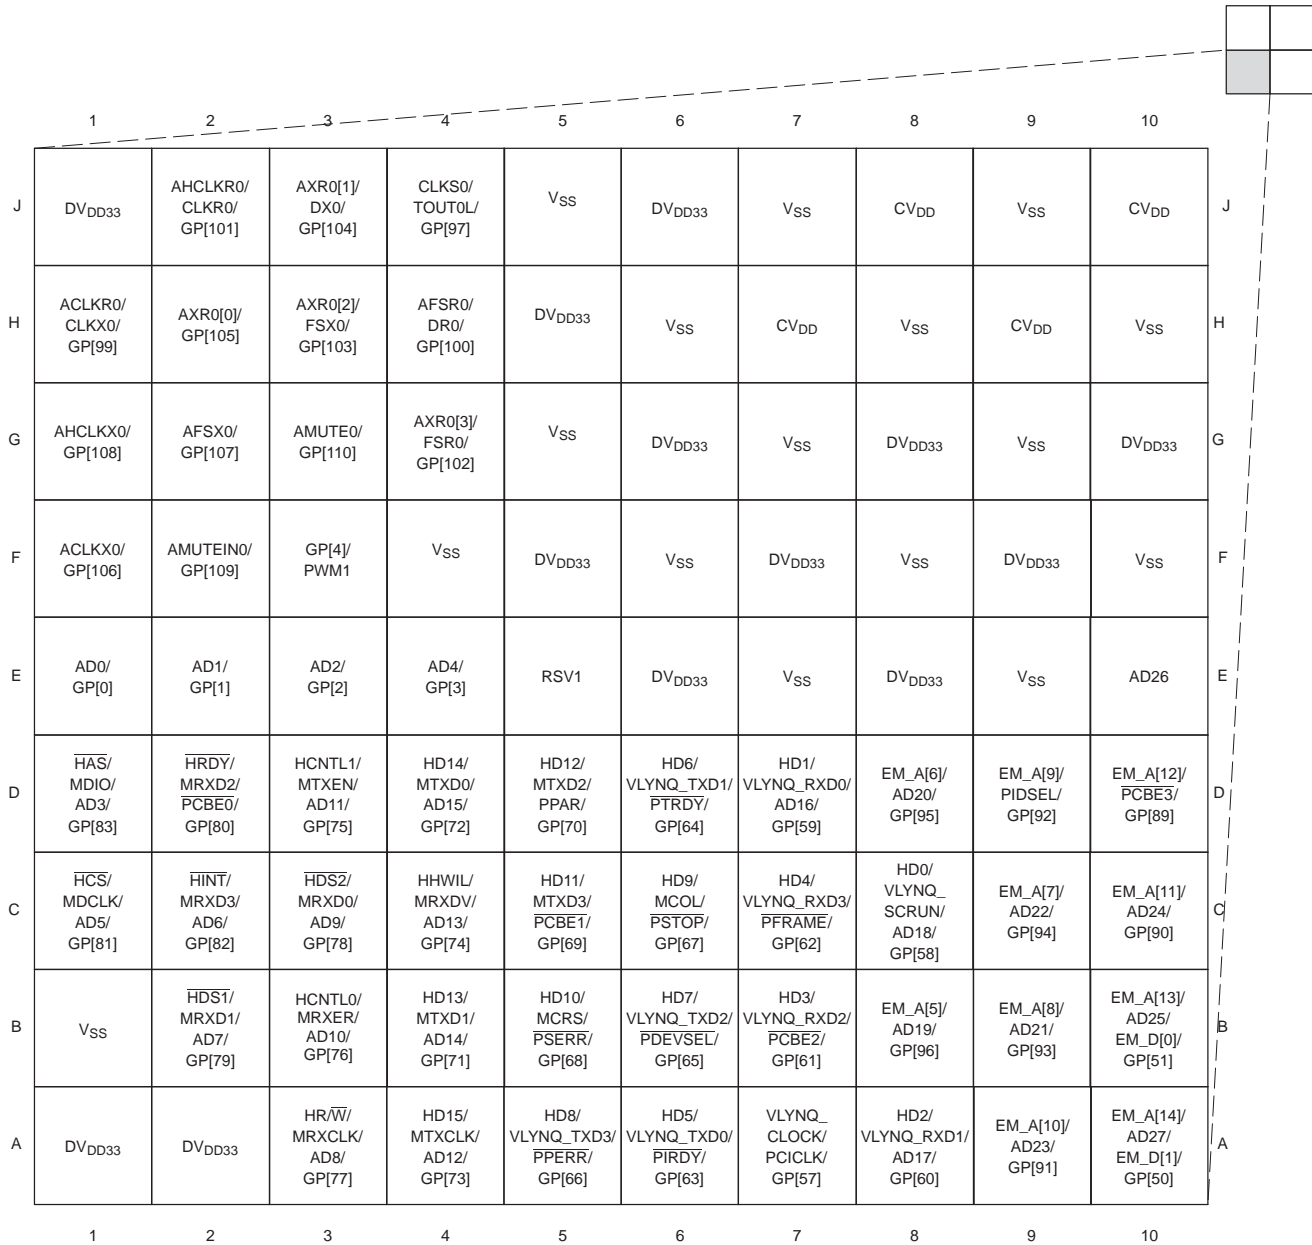 1 2 3 4 5 6 7 8 9 10
J
DVDD33
AHCLKR0/
CLKR0/
GP[101]
AXR0[1]/
DX0/
GP[104]
CLKS0/
TOUT0L/
GP[97]
VSS
DVDD33
VSS
CVDD
VSS
CVDD
J
H
ACLKR0/
CLKX0/
GP[99]
AXR0[0]/
GP[105]
AXR0[2]/
FSX0/
GP[103]
AFSR0/
DR0/
GP[100]
DVDD33
VSS
CVDD
VSS
CVDD
VSS
H
G
AHCLKX0/
GP[108]
AFSX0/
GP[107]
AMUTE0/
GP[110]
AXR0[3]/
FSR0/
GP[102]
VSS
DVDD33
VSS
DVDD33
VSS
DVDD33
G
F
ACLKX0/
GP[106]
AMUTEIN0/
GP[109]
GP[4]/
PWM1
VSS
DVDD33
VSS
DVDD33
VSS
DVDD33
VSS
F
E
AD0/
GP[0]
AD1/
GP[1]
AD2/
GP[2]
AD4/
GP[3]
RSV1
DVDD33
VSS
DVDD33
VSS
AD26
E
D
HAS/
MDIO/
AD3/
GP[83]
HRDY/
MRXD2/
PCBE0/
GP[80]
HCNTL1/
MTXEN/
AD11/
GP[75]
HD14/
MTXD0/
AD15/
GP[72]
HD12/
MTXD2/
PPAR/
GP[70]
HD6/
VLYNQ_TXD1/
PTRDY/
GP[64]
HD1/
VLYNQ_RXD0/
AD16/
GP[59]
EM_A[6]/
AD20/
GP[95]
EM_A[9]/
PIDSEL/
GP[92]
EM_A[12]/
PCBE3/
GP[89]
D
C
HCS/
MDCLK/
AD5/
GP[81]
HINT/
MRXD3/
AD6/
GP[82]
HDS2/
MRXD0/
AD9/
GP[78]
HHWIL/
MRXDV/
AD13/
GP[74]
HD11/
MTXD3/
PCBE1/
GP[69]
HD9/
MCOL/
PSTOP/
GP[67]
HD4/
VLYNQ_RXD3/
PFRAME/
GP[62]
HD0/
VLYNQ_
SCRUN/
AD18/
GP[58]
EM_A[7]/
AD22/
GP[94]
EM_A[11]/
AD24/
GP[90]
C
B
VSS
HDS1/
MRXD1/
AD7/
GP[79]
HCNTL0/
MRXER/
AD10/
GP[76]
HD13/
MTXD1/
AD14/
GP[71]
HD10/
MCRS/
PSERR/
GP[68]
HD7/
VLYNQ_TXD2/
PDEVSEL/
GP[65]
HD3/
VLYNQ_RXD2/
PCBE2/
GP[61]
EM_A[5]/
AD19/
GP[96]
EM_A[8]/
AD21/
GP[93]
EM_A[13]/
AD25/
EM_D[0]/
GP[51]
B
A
DVDD33
DVDD33
HR/W/
MRXCLK/
AD8/
GP[77]
HD15/
MTXCLK/
AD12/
GP[73]
HD8/
VLYNQ_TXD3/
PPERR/
GP[66]
HD5/
VLYNQ_TXD0/
PIRDY/
GP[63]
VLYNQ_
CLOCK/
PCICLK/
GP[57]
HD2/
VLYNQ_RXD1/
AD17/
GP[60]
EM_A[10]/
AD23/
GP[91]
EM_A[14]/
AD27/
EM_D[1]/
GP[50]
A
1 2 3 4 5 6 7 8 9 10